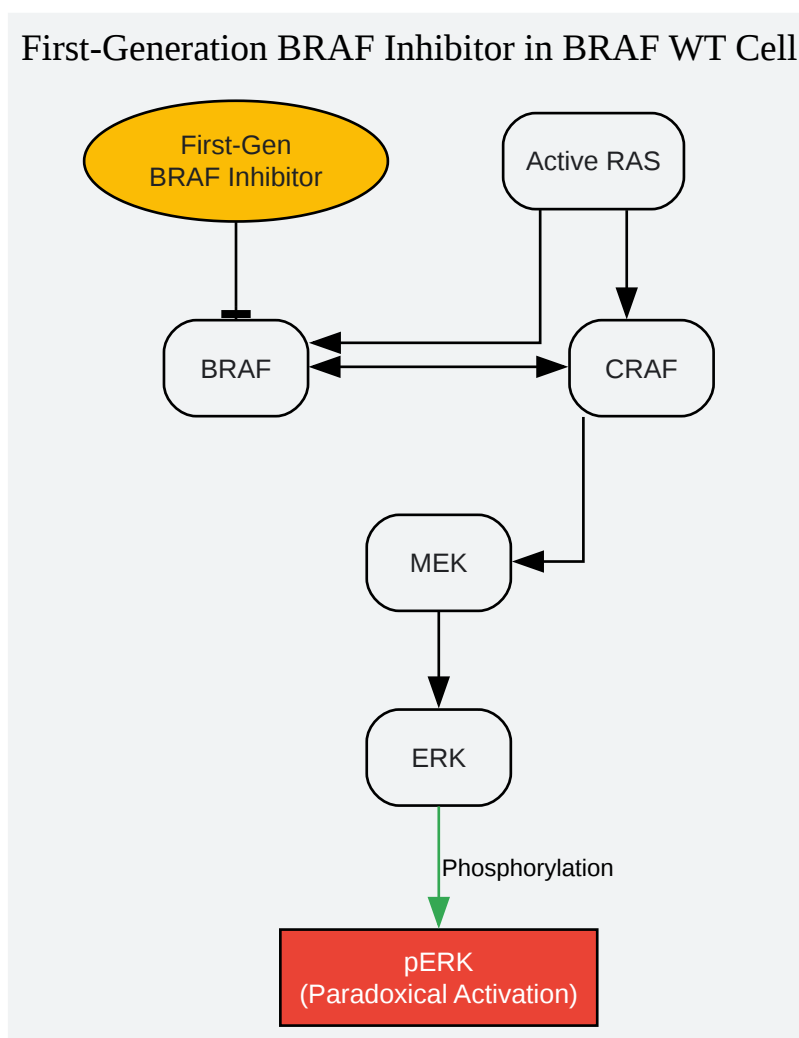 First-Generation BRAF Inhibitor in BRAF WT Cell
First-Gen
BRAF Inhibitor
Active RAS
BRAF
CRAF
MEK
ERK
Phosphorylation
pERK
(Paradoxical Activation)